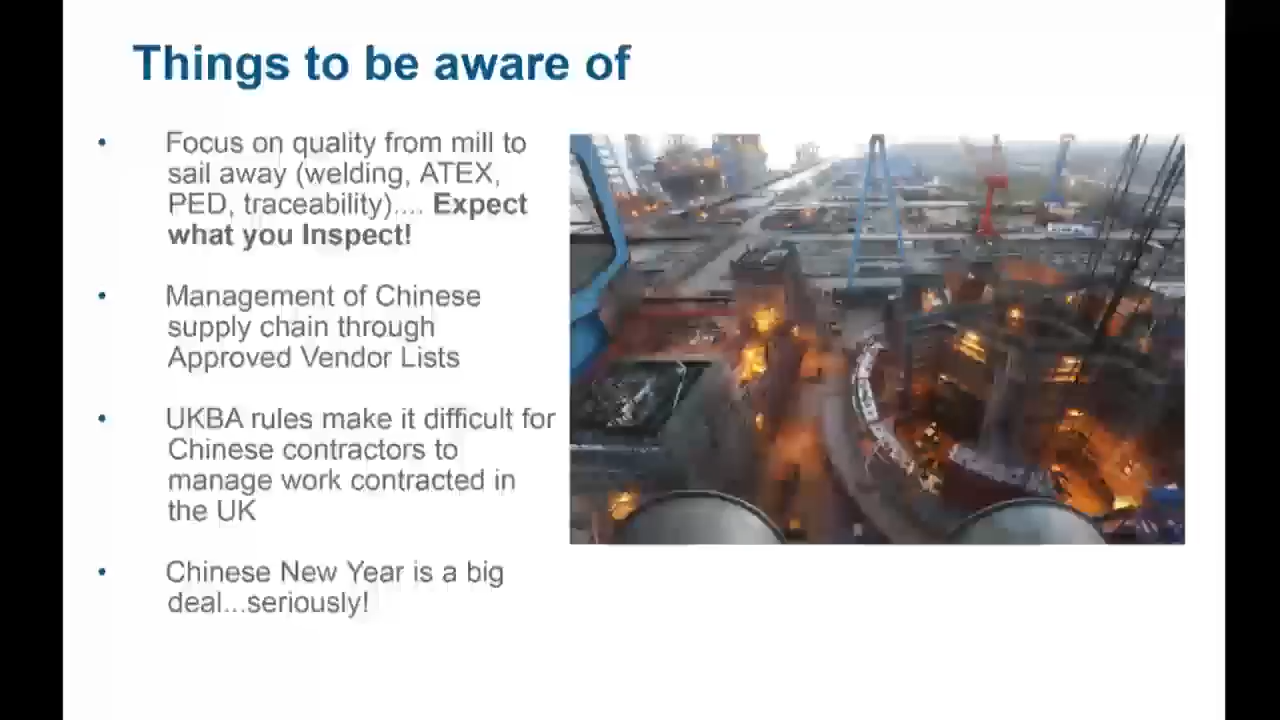 Things to be aware of
• Focus on quality from mill to
sail away (welding, ATEX,
PED, traceability).... Expect
what you Inspect!
• Management of Chinese
supply chain through
Approved Vendor Lists
• UKBA rules make it difficult for
Chinese contractors to
manage work contracted in
the UK
• Chinese New Year is a big
deal...seriously!